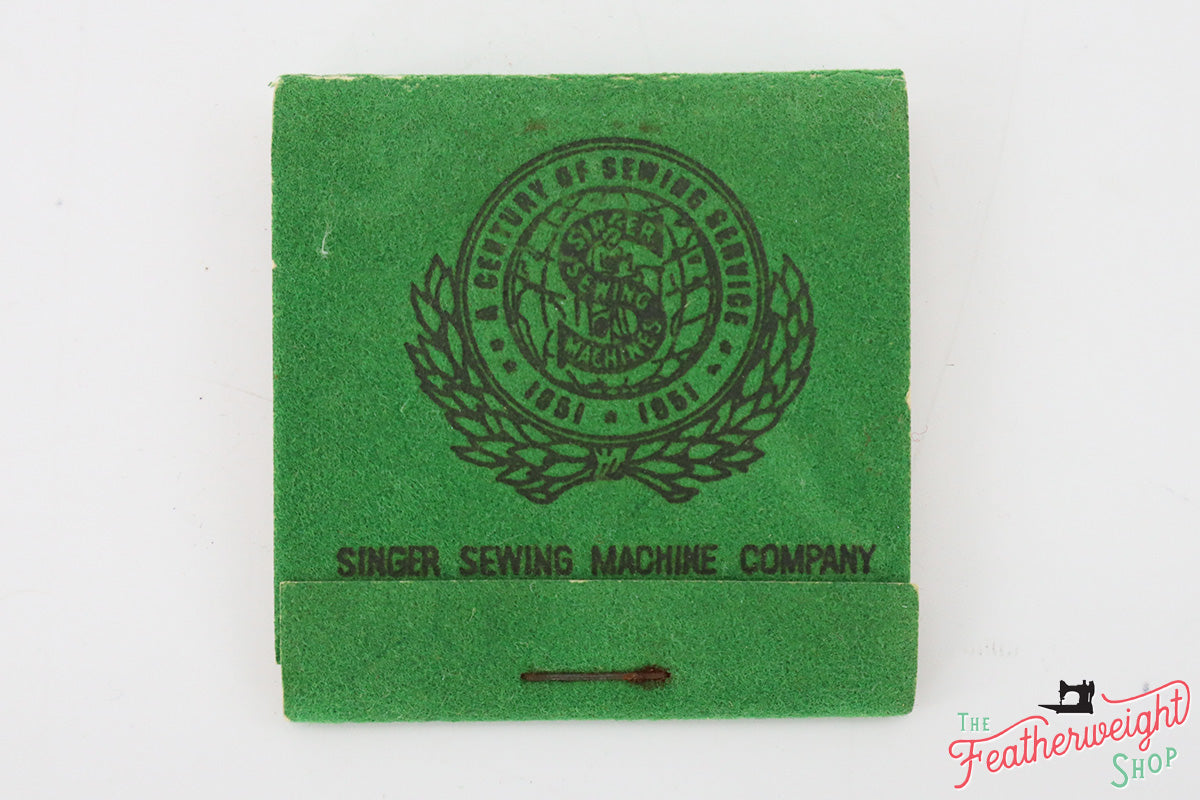 A CENTURY OF SEWING SERVICE
SINGER
SEWING
MACHINES
1851 ★ 1951
SINGER SEWING MACHINE COMPANY
THE
Featherweight
SHOP